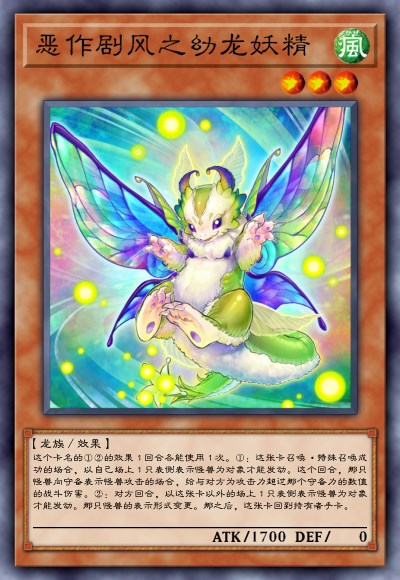 恶作剧风之幼龙妖精
風
【龙族／效果】
这个卡名的①②的效果1回合各能使用1次。①：这张卡召唤·特殊召唤成
功的场合，以自己场上1只表侧表示怪兽为对象才能发动。这个回合，那只
怪兽向守备表示怪兽攻击的场合，给与对方为攻击力超过那个守备力的数值
的战斗伤害。②：对方回合，以这张卡以外的场上1只表侧表示怪兽为对象
才能发动。那只怪兽的表示形式变更。那之后，这张卡回到持有者手卡。
ATK/1700 DEF/ 0